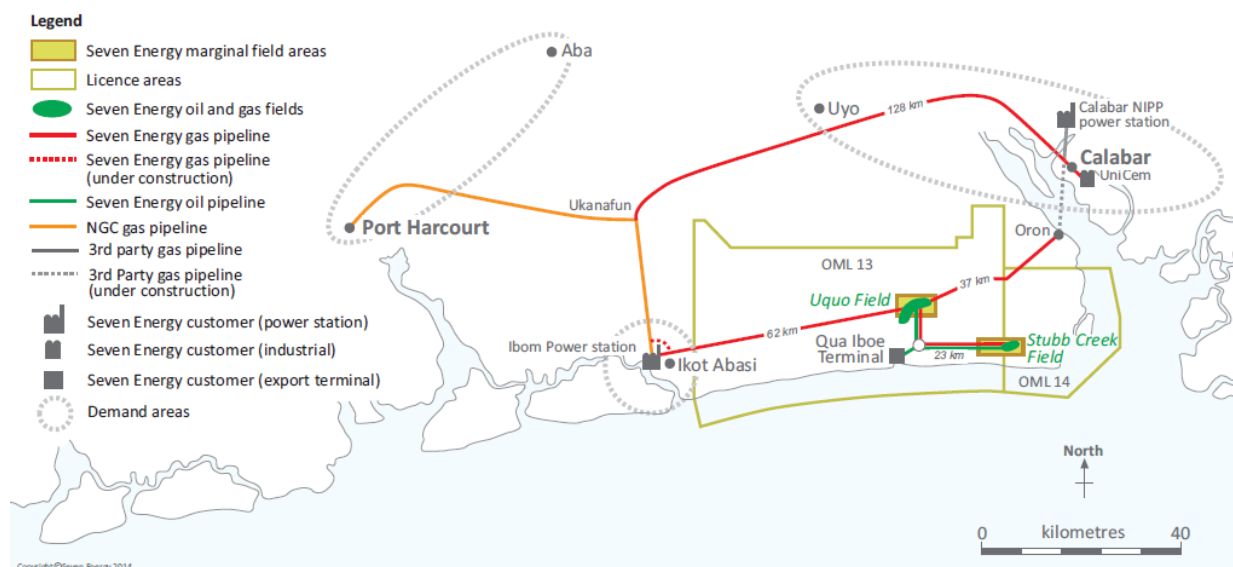 Legend
Seven Energy marginal field areas
Licence areas
Seven Energy oil and gas fields
Seven Energy gas pipeline
Seven Energy gas pipeline
(under construction)
Seven Energy oil pipeline
NGC gas pipeline
3rd party gas pipeline
3rd Party gas pipeline
(under construction)
Seven Energy customer (power station)
Seven Energy customer (industrial)
Seven Energy customer (export terminal)
Demand areas
Aba
Uyo
128 km
Calabar NIPP
power station
Calabar
UniCem
Ukanafun
Port Harcourt
Oron
OML 13
37 km
Uquo Field
62 km
Ibom Power station
Ikot Abasi
Qua Iboe
Terminal
23 km
Stubb Creek
Field
OML 14
North
0 kilometres 40
Copyright©Seven Energy 2014